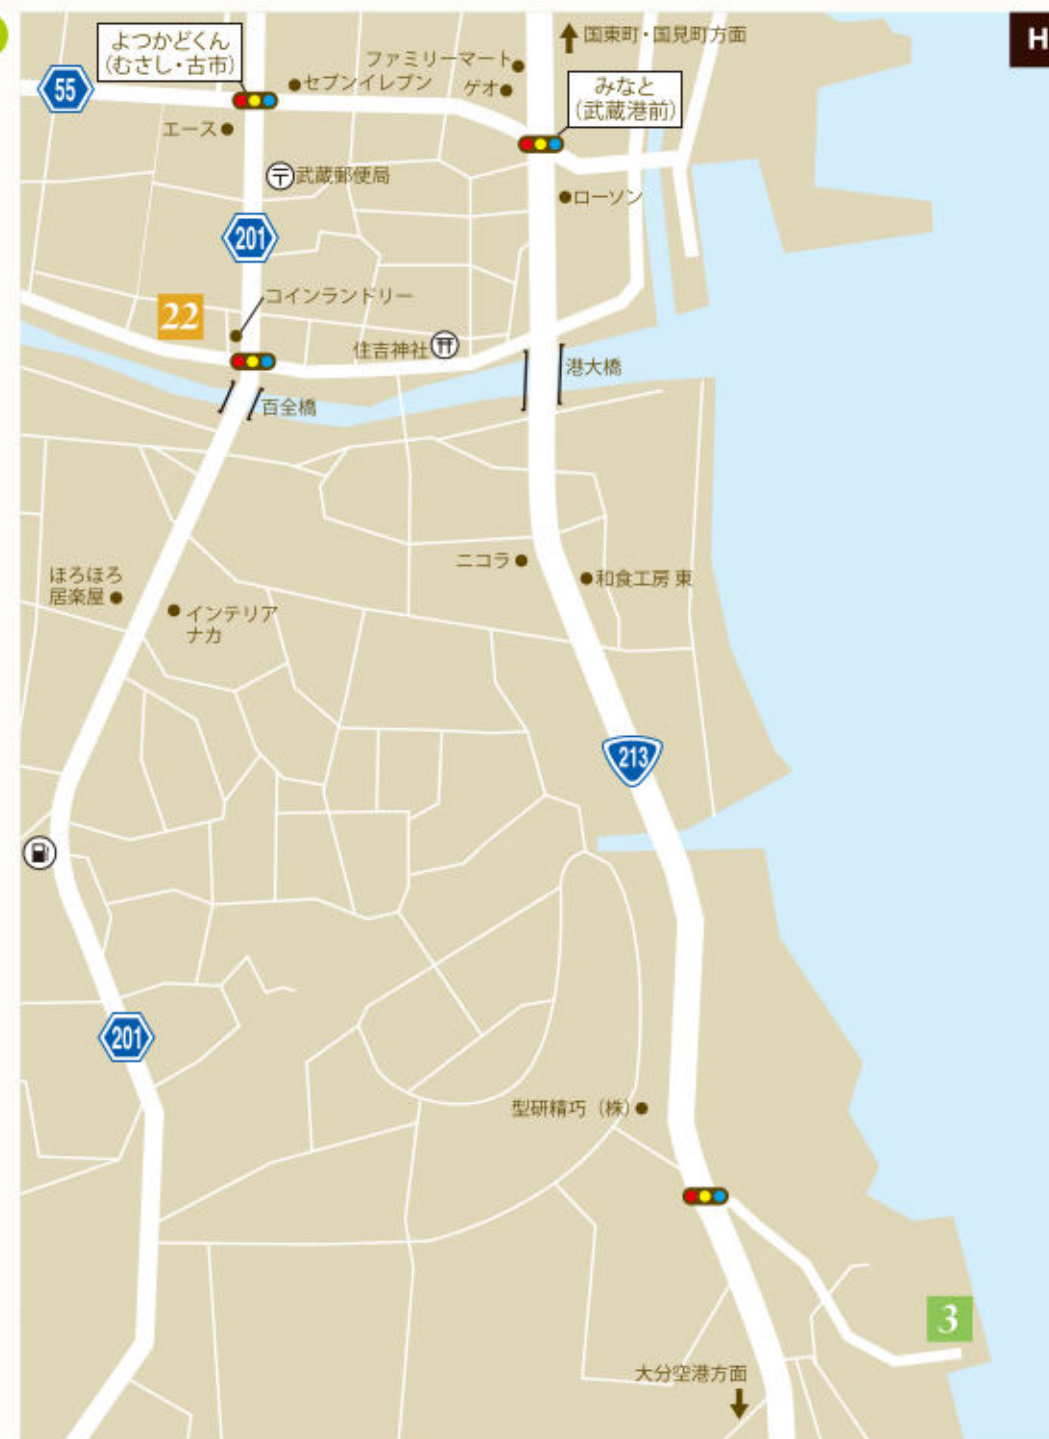 よつかどくん
(むさし・古市)
国東町・国見町方面
H
ファミリーマート
55
セブンイレブン
ゲオ
みなと
(武蔵港前)
エース
武蔵郵便局
ローソン
201
コインランドリー
22
住吉神社
港大橋
百全橋
ニコラ
ほろほろ
居楽屋
和食工房 東
インテリア
ナカ
213
201
型研精巧（株）
3
大分空港方面